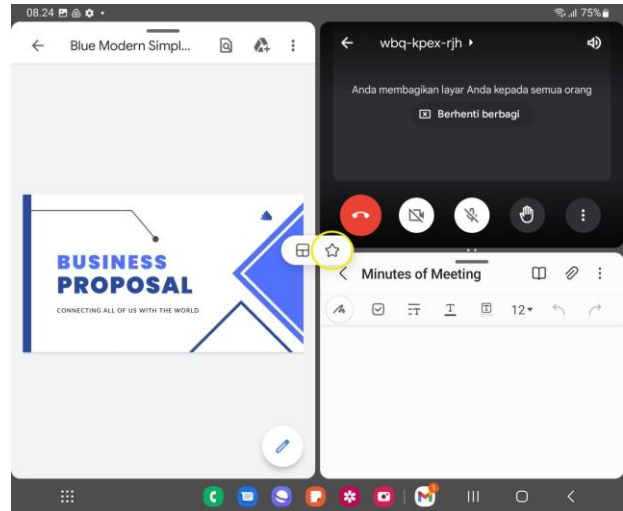 08.24
75%
Blue Modern Simpl...
BUSINESS
PROPOSAL
CONNECTING ALL OF US WITH THE WORLD
wbq-kpex-rjh
Anda membagikan layar Anda kepada semua orang
Berhenti berbagi
Minutes of Meeting
12